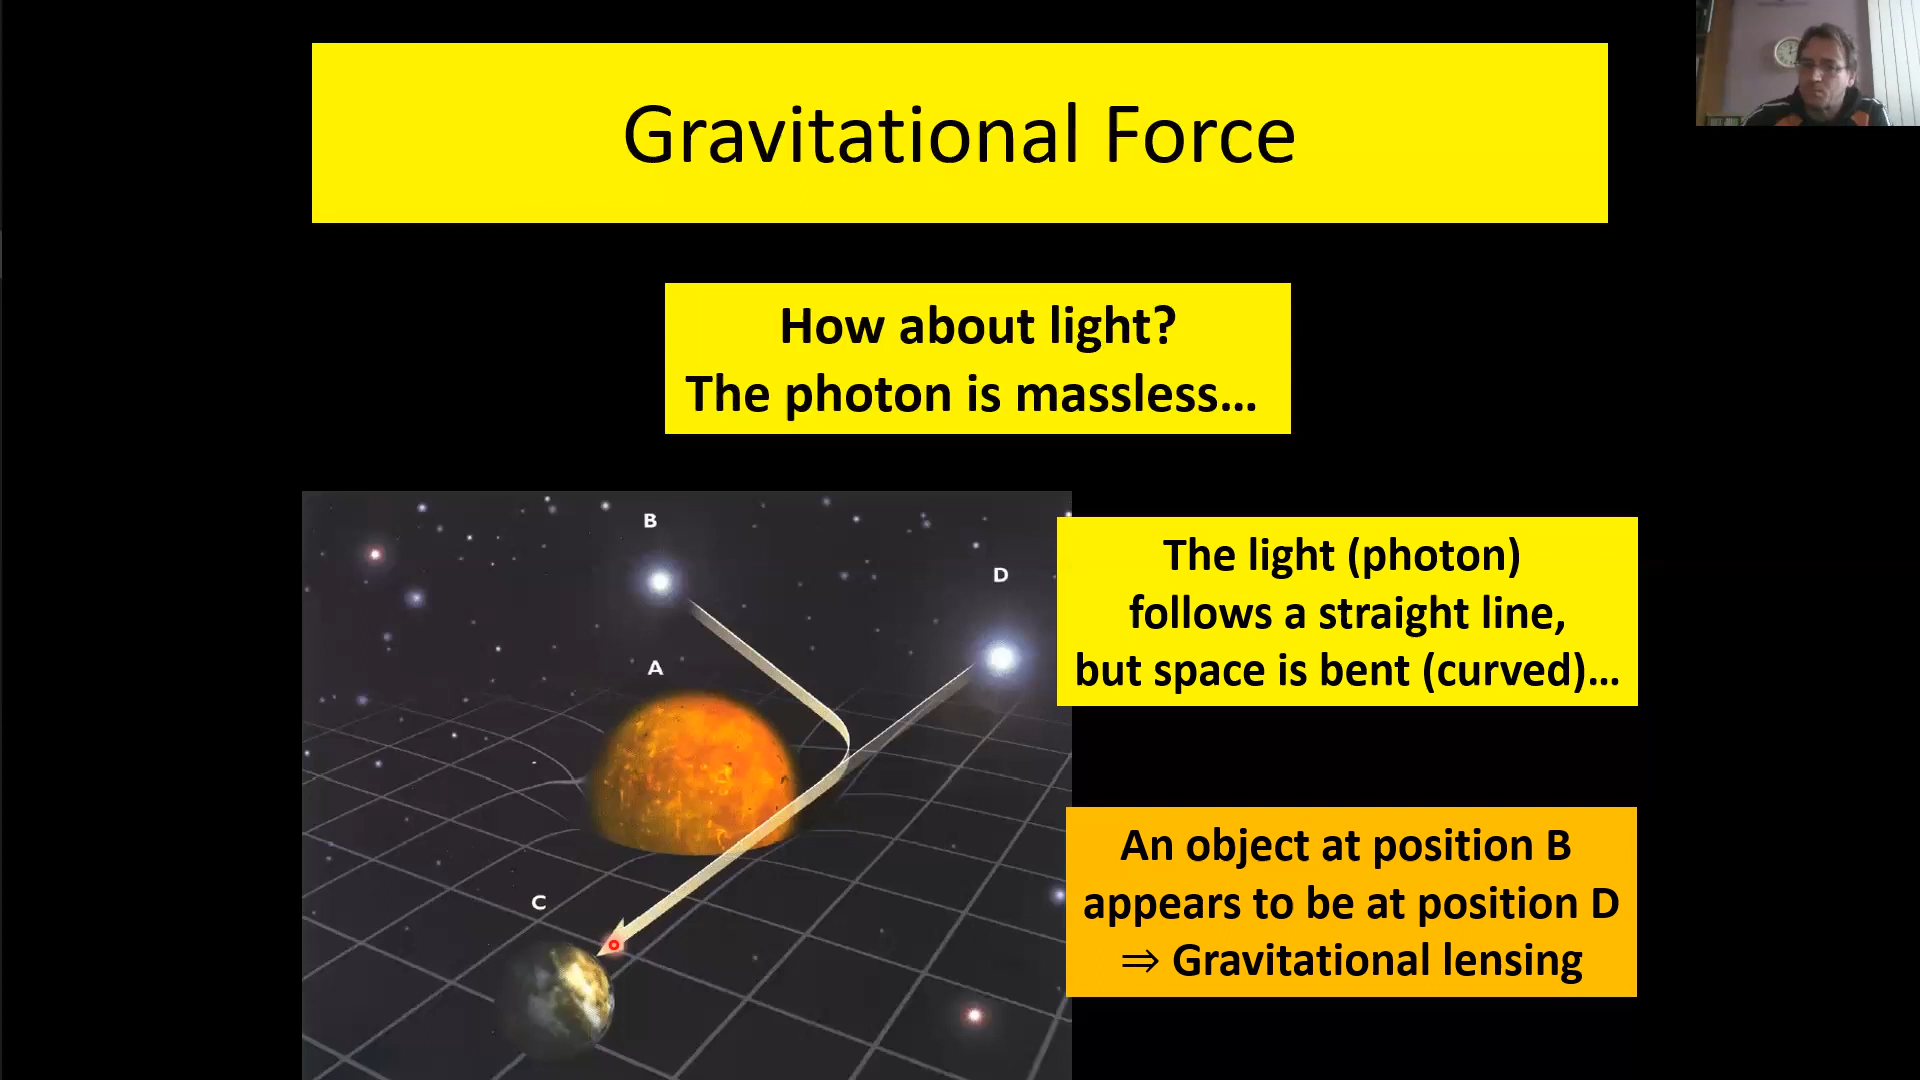 Gravitational Force
How about light?
The photon is massless...
B
D
A
C
The light (photon)
follows a straight line,
but space is bent (curved)...
An object at position B
appears to be at position D
⇒ Gravitational lensing